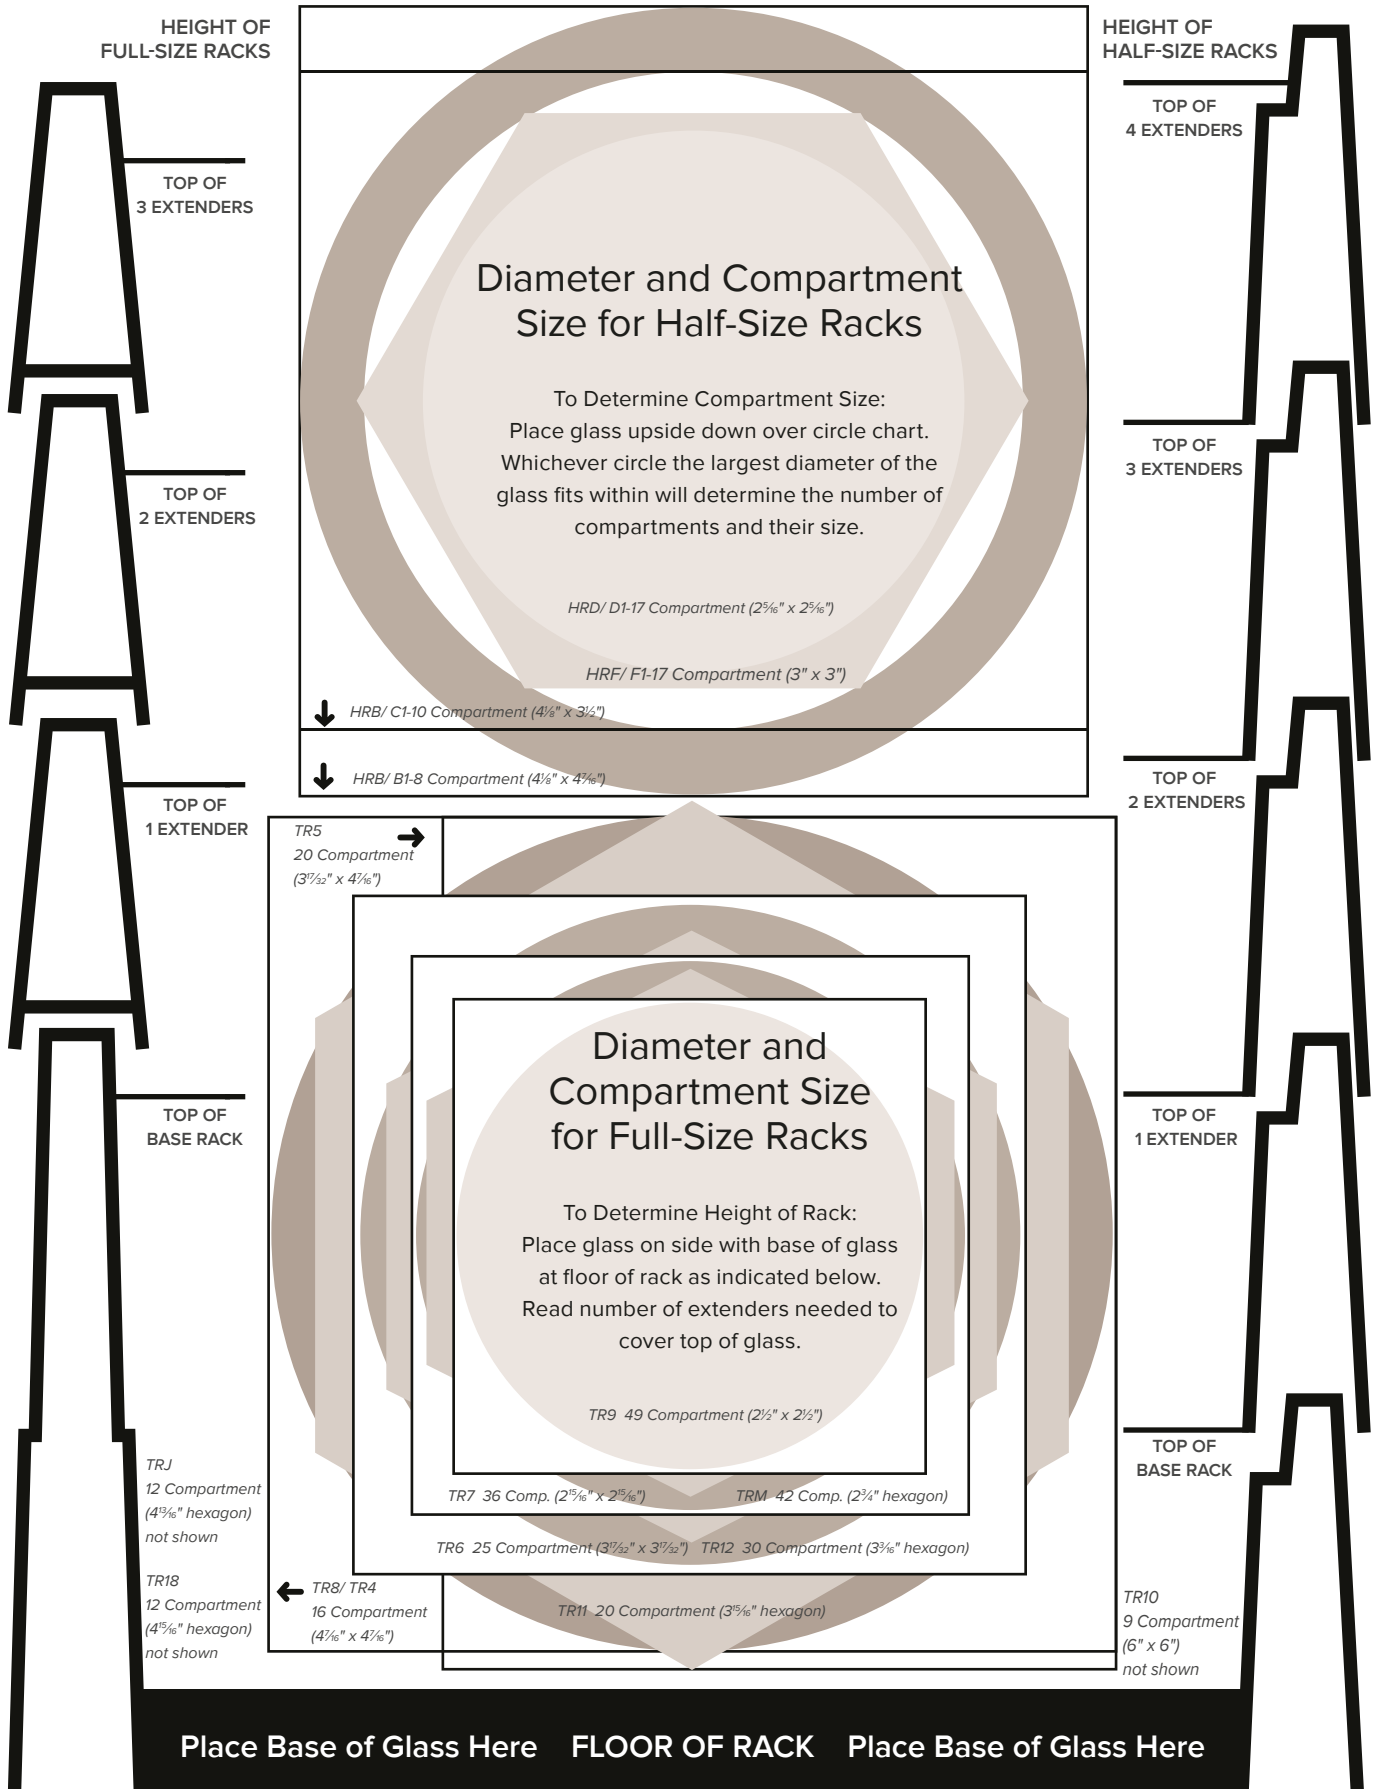 HEIGHT OF
FULL-SIZE RACKS
HEIGHT OF
HALF-SIZE RACKS
TOP OF
4 EXTENDERS
TOP OF
3 EXTENDERS
Diameter and Compartment
Size for Half-Size Racks
To Determine Compartment Size:
Place glass upside down over circle chart.
Whichever circle the largest diameter of the
glass fits within will determine the number of
compartments and their size.
TOP OF
3 EXTENDERS
TOP OF
2 EXTENDERS
HRD/ D1-17 Compartment (2⁵⁄₁₆" x 2⁵⁄₁₆")
HRF/ F1-17 Compartment (3" x 3")
HRB/ C1-10 Compartment (4⅛" x 3½")
HRB/ B1-8 Compartment (4⅛" x 4⁷⁄₁₆")
TOP OF
2 EXTENDERS
TOP OF
1 EXTENDER
TR5
20 Compartment
(3¹⁷⁄₃₂" x 4⁷⁄₁₆")
Diameter and
Compartment Size
for Full-Size Racks
TOP OF
BASE RACK
TOP OF
1 EXTENDER
To Determine Height of Rack:
Place glass on side with base of glass
at floor of rack as indicated below.
Read number of extenders needed to
cover top of glass.
TR9 49 Compartment (2½" x 2½")
TOP OF
BASE RACK
TRJ
12 Compartment
(4¹³⁄₁₆" hexagon)
not shown
TR7 36 Comp. (2¹⁵⁄₁₆" x 2¹⁵⁄₁₆")
TRM 42 Comp. (2¾" hexagon)
TR6 25 Compartment (3¹⁷⁄₃₂" x 3¹⁷⁄₃₂")
TR12 30 Compartment (3³⁄₁₆" hexagon)
TR18
12 Compartment
(4¹⁵⁄₁₆" hexagon)
not shown
TR8/ TR4
16 Compartment
(4⁷⁄₁₆" x 4⁷⁄₁₆")
TR11 20 Compartment (3¹⁵⁄₁₆" hexagon)
TR10
9 Compartment
(6" x 6")
not shown
Place Base of Glass Here FLOOR OF RACK Place Base of Glass Here